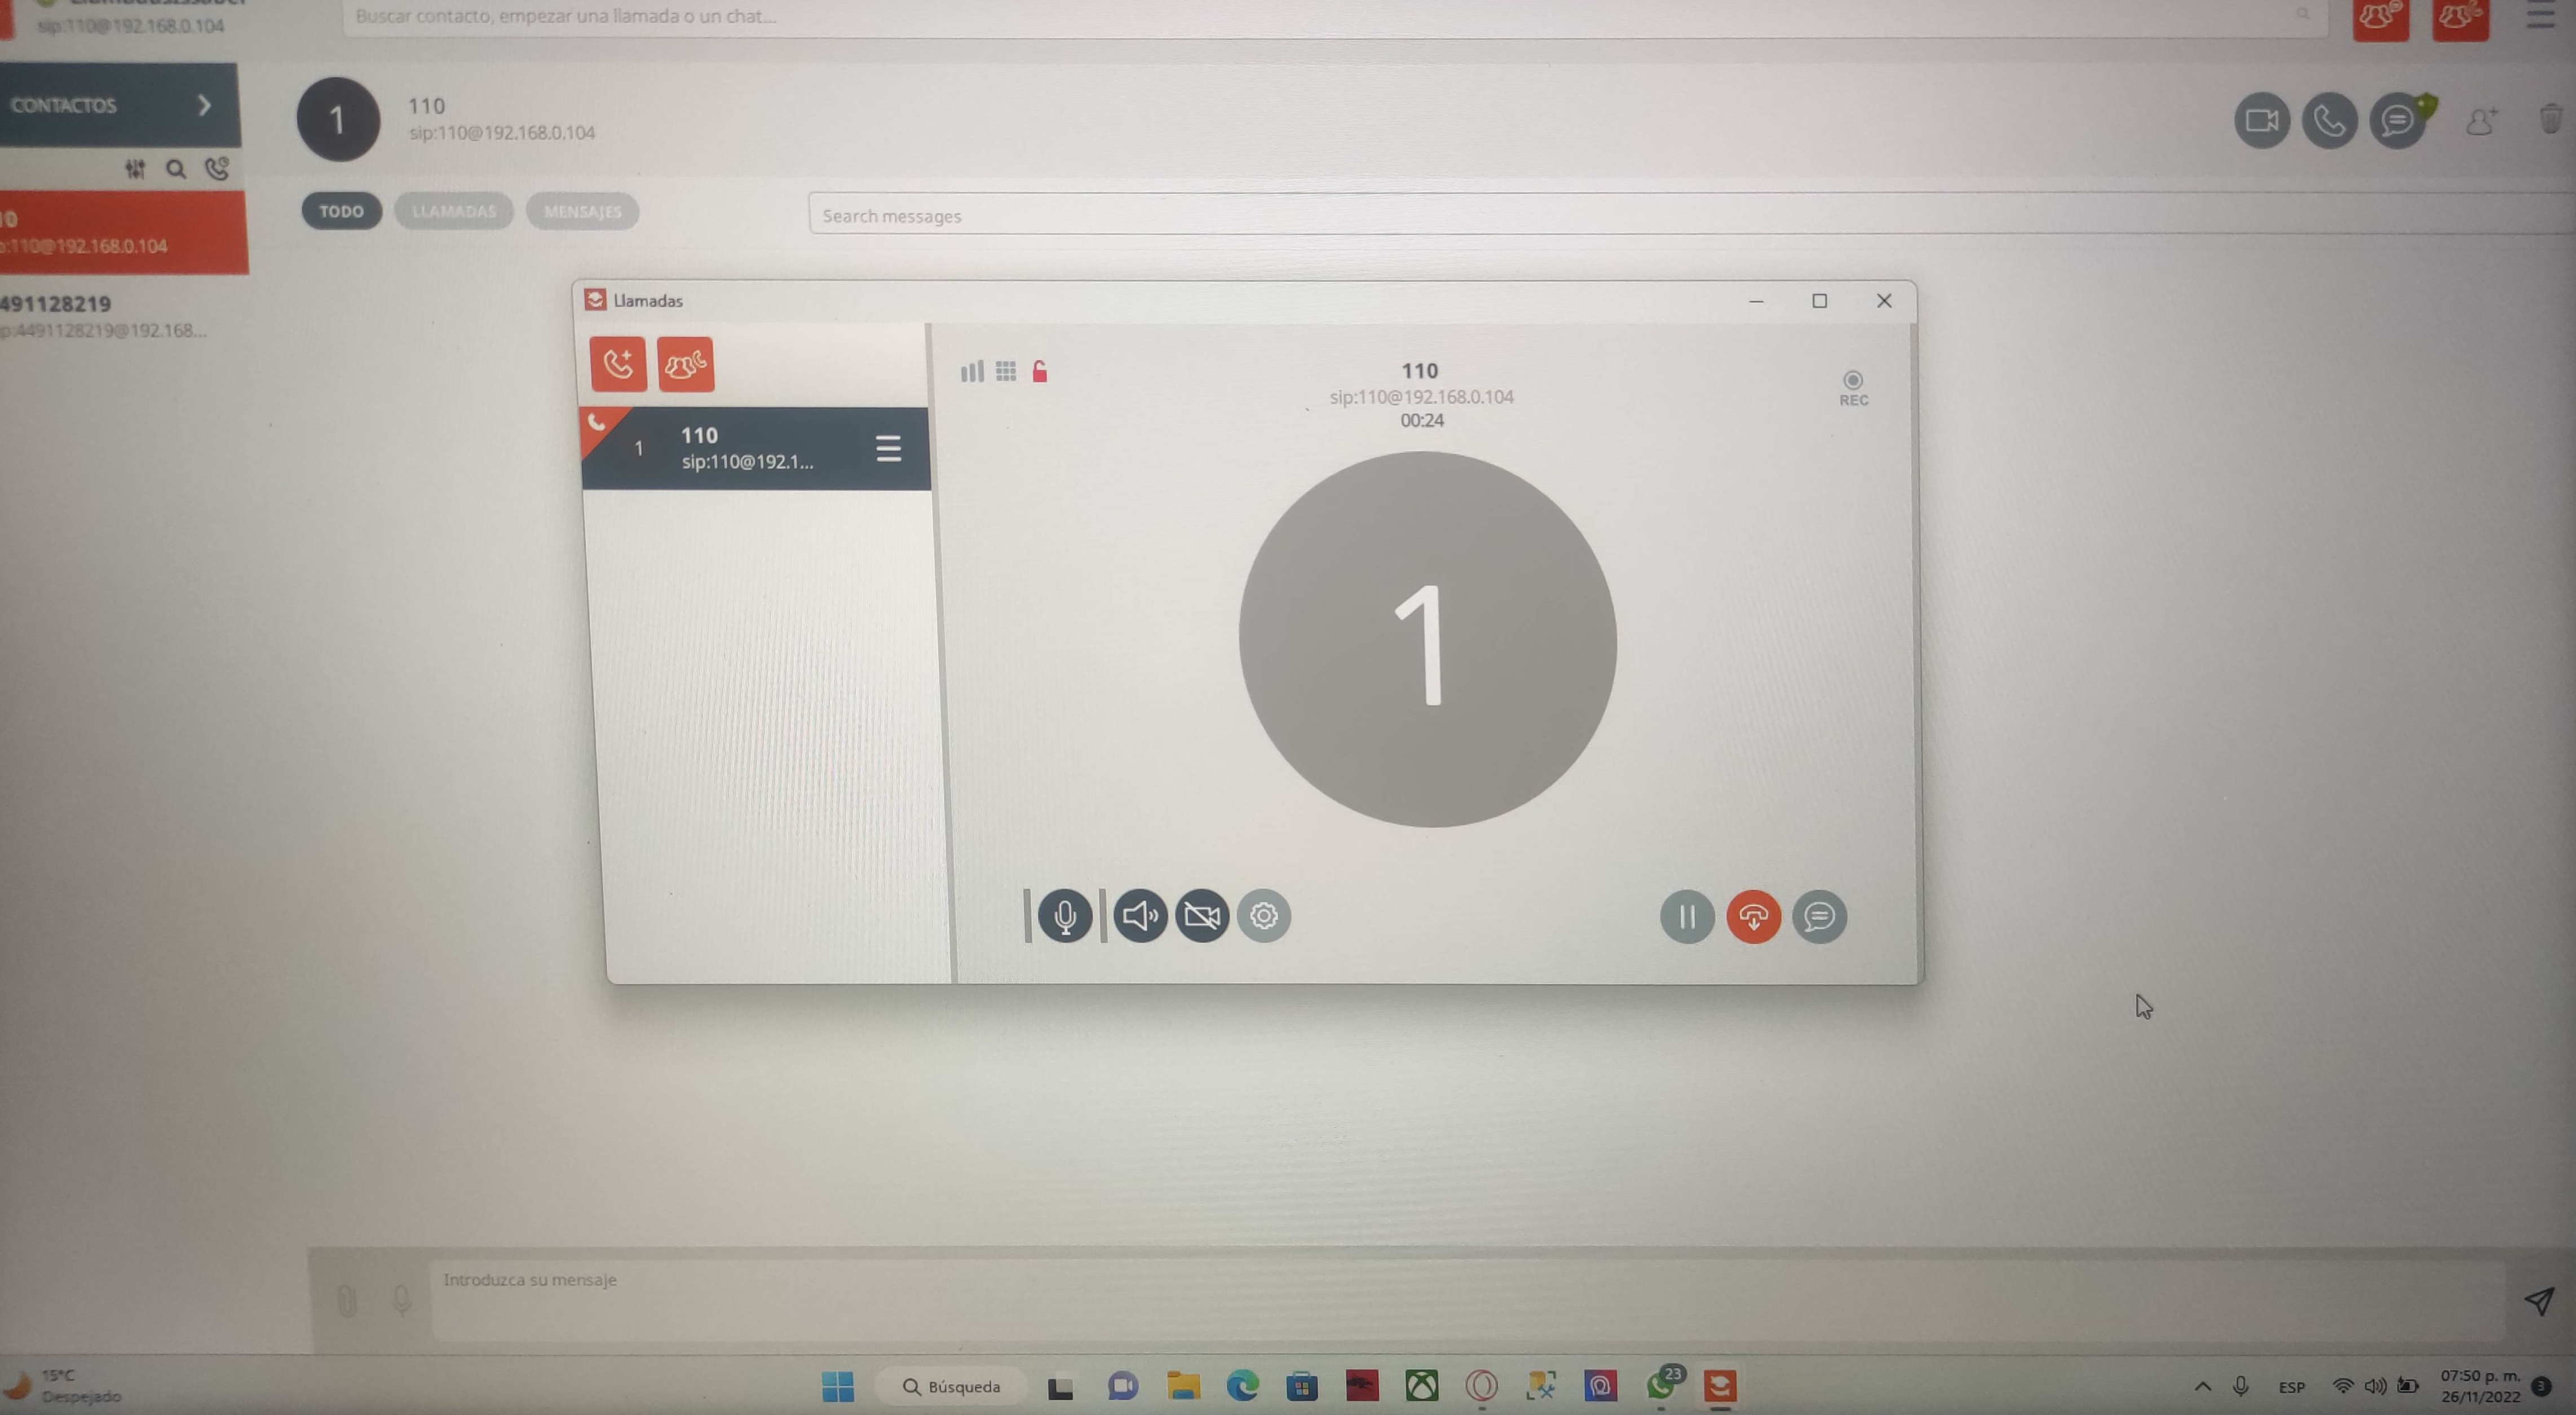 sip:110@192.168.0.104
Buscar contacto, empezar una llamada o un chat...
CONTACTOS
1
110
sip:110@192.168.0.104
TODO
LLAMADAS
MENSAJES
Search messages
10
p:110@192.168.0.104
491128219
p:4491128219@192.168...
Llamadas
1
110
sip:110@192.1...
110
sip:110@192.168.0.104
00:24
REC
1
Introduzca su mensaje
15°C
Despejado
Búsqueda
23
ESP
07:50 p. m.
26/11/2022
3